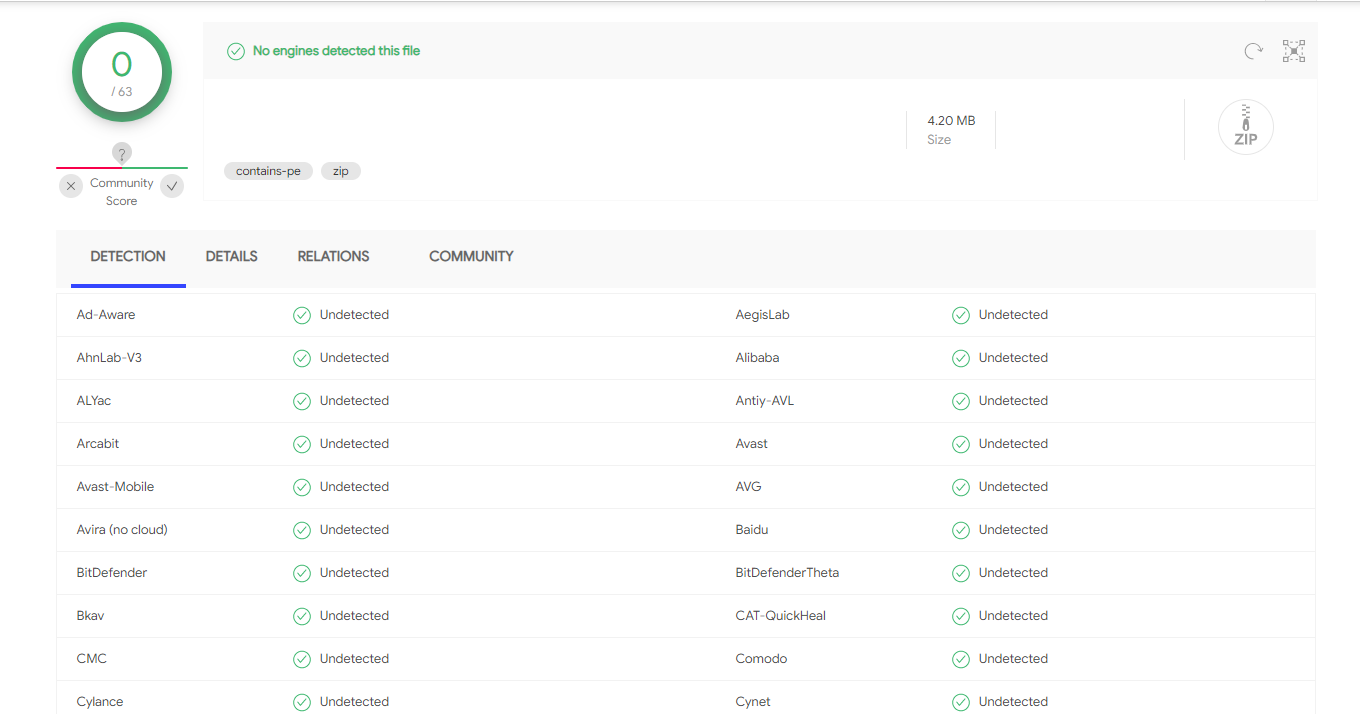 0
/ 63
No engines detected this file
4.20 MB
Size
ZIP
contains-pe zip
?
Community
Score
DETECTION DETAILS RELATIONS COMMUNITY
Ad-Aware Undetected AegisLab Undetected
AhnLab-V3 Undetected Alibaba Undetected
ALYac Undetected Antiy-AVL Undetected
Arcabit Undetected Avast Undetected
Avast-Mobile Undetected AVG Undetected
Avira (no cloud) Undetected Baidu Undetected
BitDefender Undetected BitDefenderTheta Undetected
Bkav Undetected CAT-QuickHeal Undetected
CMC Undetected Comodo Undetected
Cylance Undetected Cynet Undetected